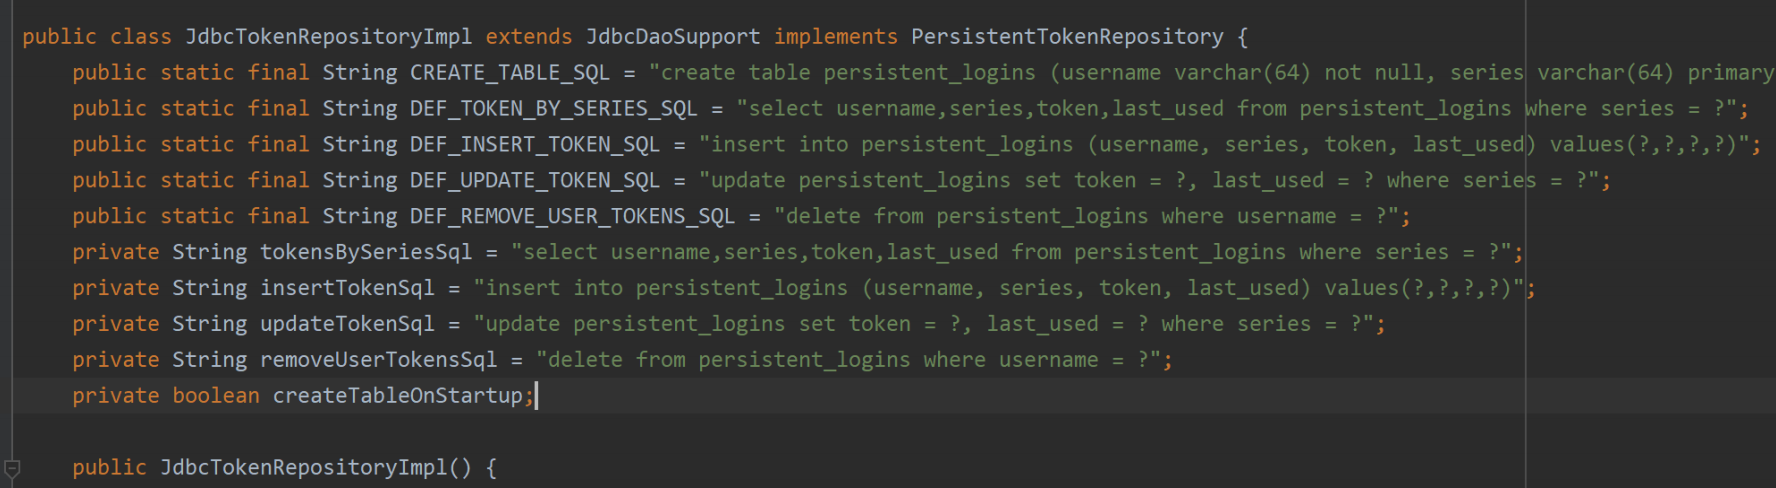 public class JdbcTokenRepositoryImpl extends JdbcDaoSupport implements PersistentTokenRepository {
    public static final String CREATE_TABLE_SQL = "create table persistent_logins (username varchar(64) not null, series varchar(64) primary
    public static final String DEF_TOKEN_BY_SERIES_SQL = "select username,series,token,last_used from persistent_logins where series = ?";
    public static final String DEF_INSERT_TOKEN_SQL = "insert into persistent_logins (username, series, token, last_used) values(?,?,?,?)";
    public static final String DEF_UPDATE_TOKEN_SQL = "update persistent_logins set token = ?, last_used = ? where series = ?";
    public static final String DEF_REMOVE_USER_TOKENS_SQL = "delete from persistent_logins where username = ?";
    private String tokensBySeriesSql = "select username,series,token,last_used from persistent_logins where series = ?";
    private String insertTokenSql = "insert into persistent_logins (username, series, token, last_used) values(?,?,?,?)";
    private String updateTokenSql = "update persistent_logins set token = ?, last_used = ? where series = ?";
    private String removeUserTokensSql = "delete from persistent_logins where username = ?";
    private boolean createTableOnStartup;
    public JdbcTokenRepositoryImpl() {